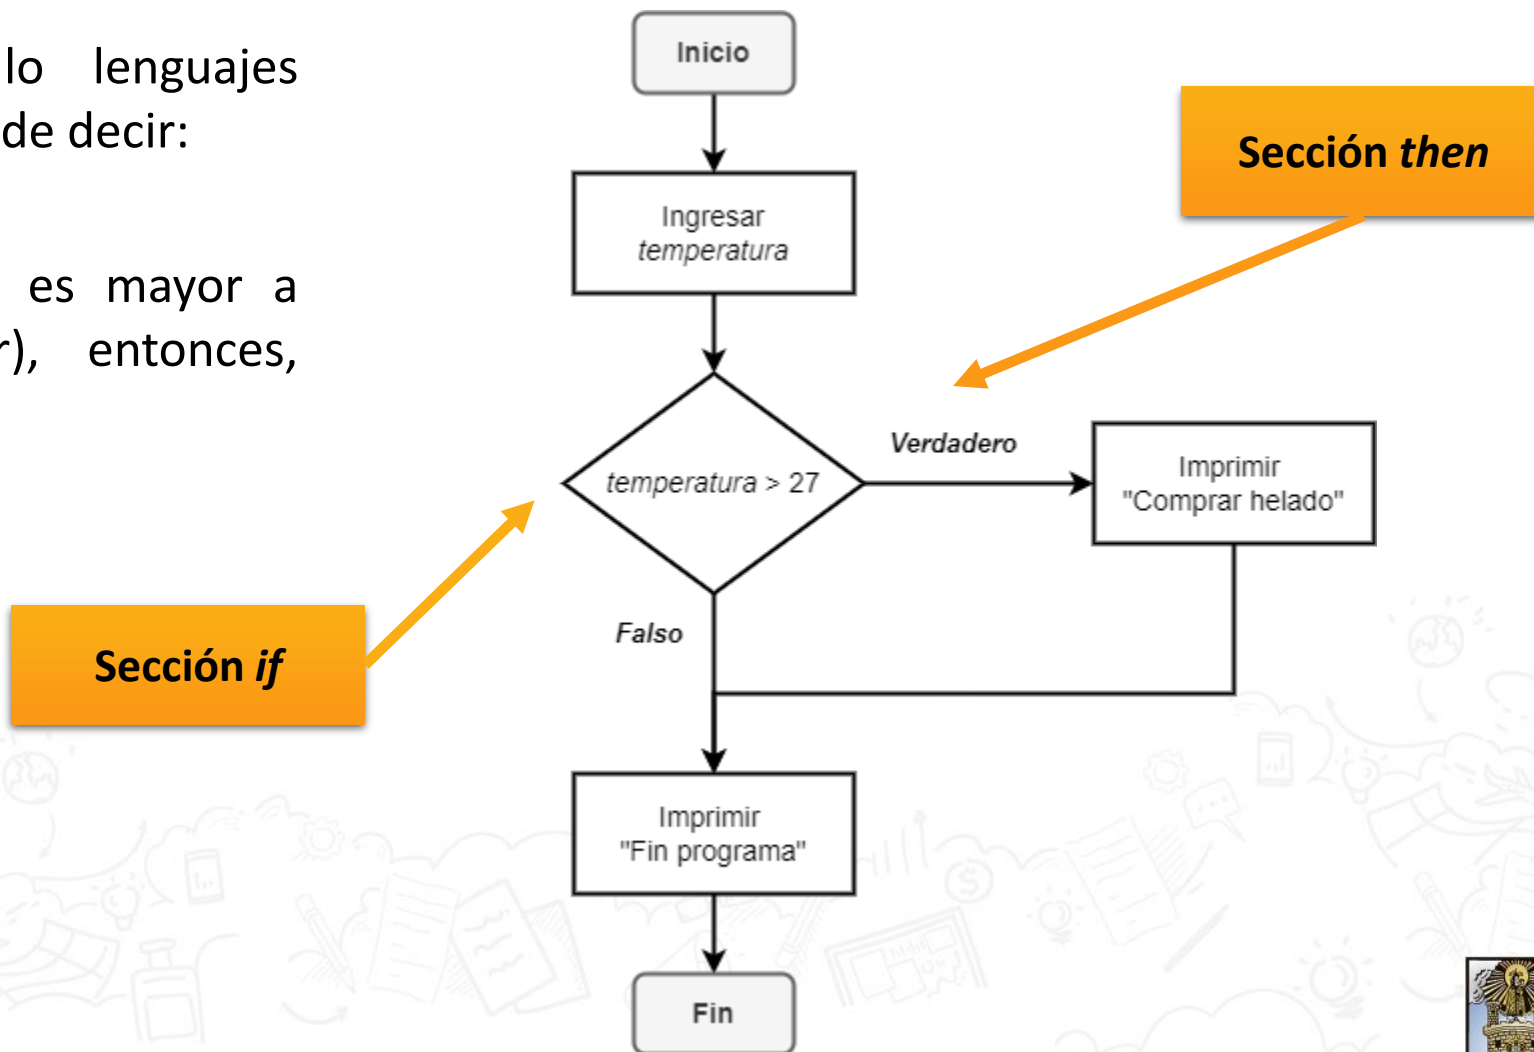 lo lenguajes
de decir:
es mayor a
r), entonces,
Inicio
Ingresar
temperatura
Sección then
temperatura > 27
Verdadero
Imprimir
"Comprar helado"
Sección if
Falso
Imprimir
"Fin programa"
Fin